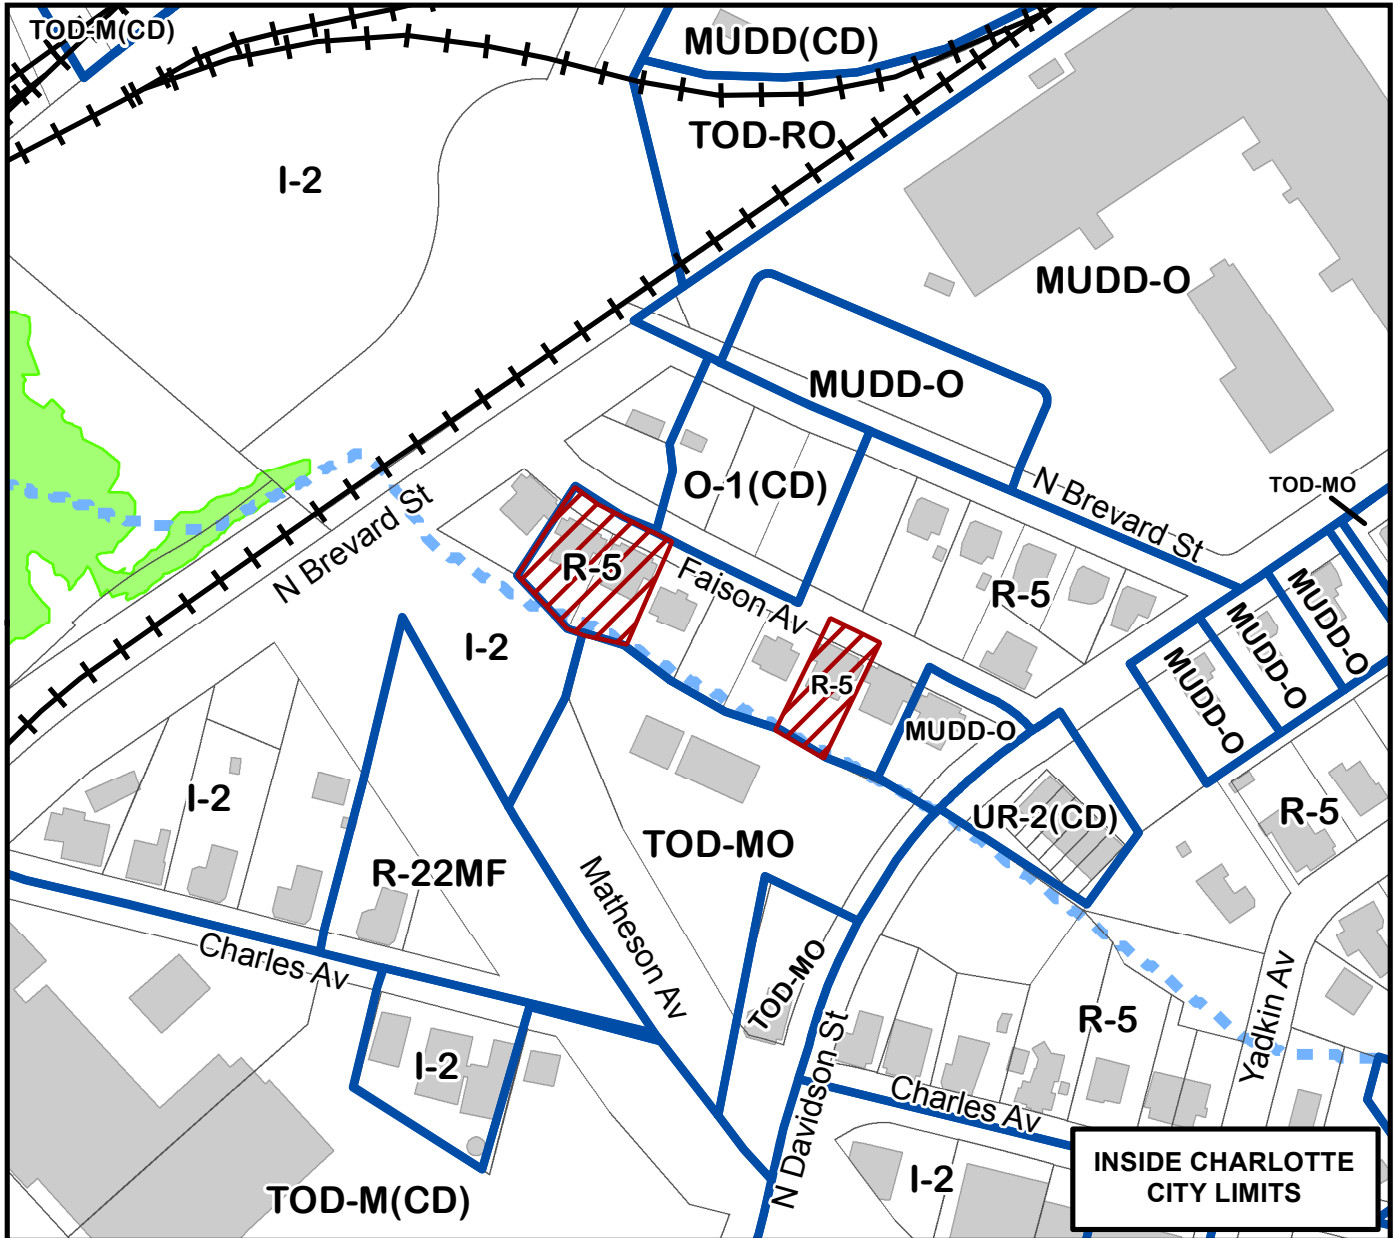 TOD-M(CD)
MUDD(CD)
TOD-RO
I-2
MUDD-O
MUDD-O
O-1(CD)
N Brevard St
TOD-MO
N Brevard St
R-5
Faison Av
R-5
MUDD-O
MUDD-O
MUDD-O
I-2
R-5
MUDD-O
I-2
UR-2(CD)
R-5
TOD-MO
R-22MF
Matheson Av
Charles Av
TOD-MO
R-5
Yadkin Av
I-2
N Davidson St
Charles Av
TOD-M(CD)
I-2
INSIDE CHARLOTTE
CITY LIMITS